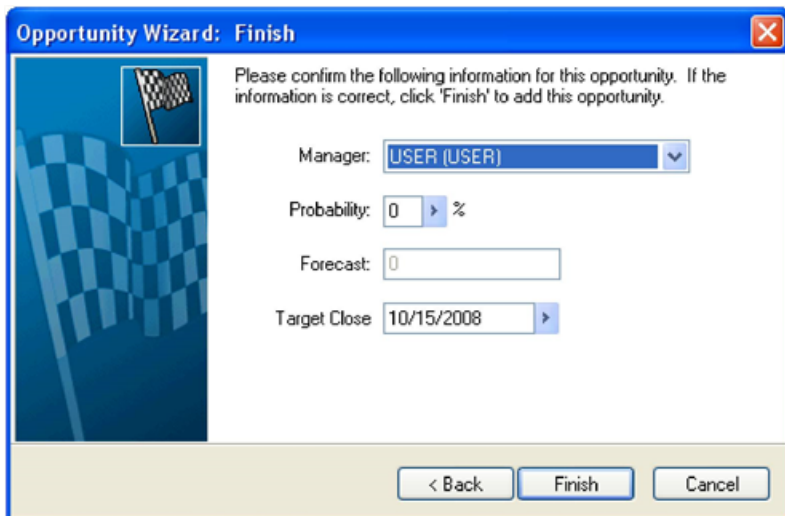 Opportunity Wizard: Finish
Please confirm the following information for this opportunity. If the
information is correct, click 'Finish' to add this opportunity.
Manager: USER (USER)
Probability: 0 %
Forecast: 0
Target Close 10/15/2008
< Back Finish Cancel